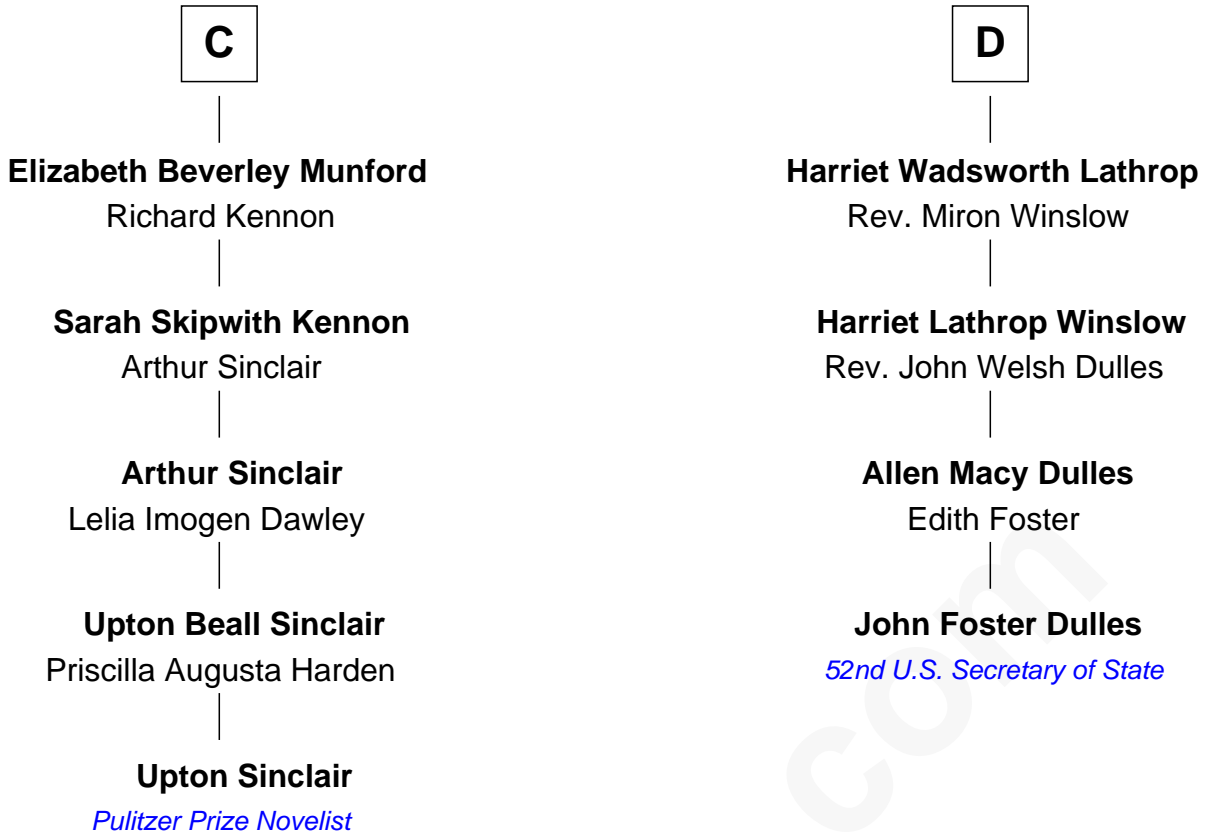 C
Elizabeth Beverley Munford
Richard Kennon
Sarah Skipwith Kennon
Arthur Sinclair
Arthur Sinclair
Lelia Imogen Dawley
Upton Beall Sinclair
Priscilla Augusta Harden
Upton Sinclair
Pulitzer Prize Novelist
D
Harriet Wadsworth Lathrop
Rev. Miron Winslow
Harriet Lathrop Winslow
Rev. John Welsh Dulles
Allen Macy Dulles
Edith Foster
John Foster Dulles
52nd U.S. Secretary of State
com